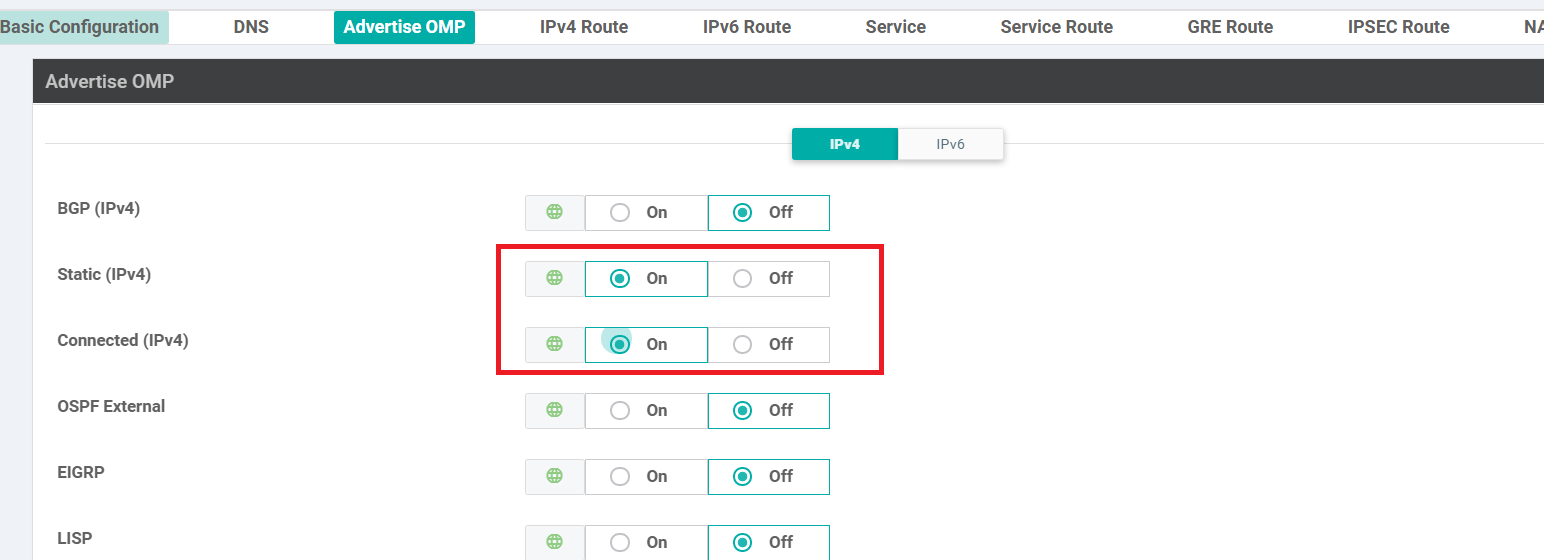 Basic Configuration DNS Advertise OMP IPv4 Route IPv6 Route Service Service Route GRE Route IPSEC Route
Advertise OMP
IPv4 IPv6
BGP (IPv4) On Off
Static (IPv4) On Off
Connected (IPv4) On Off
OSPF External On Off
EIGRP On Off
LISP On Off